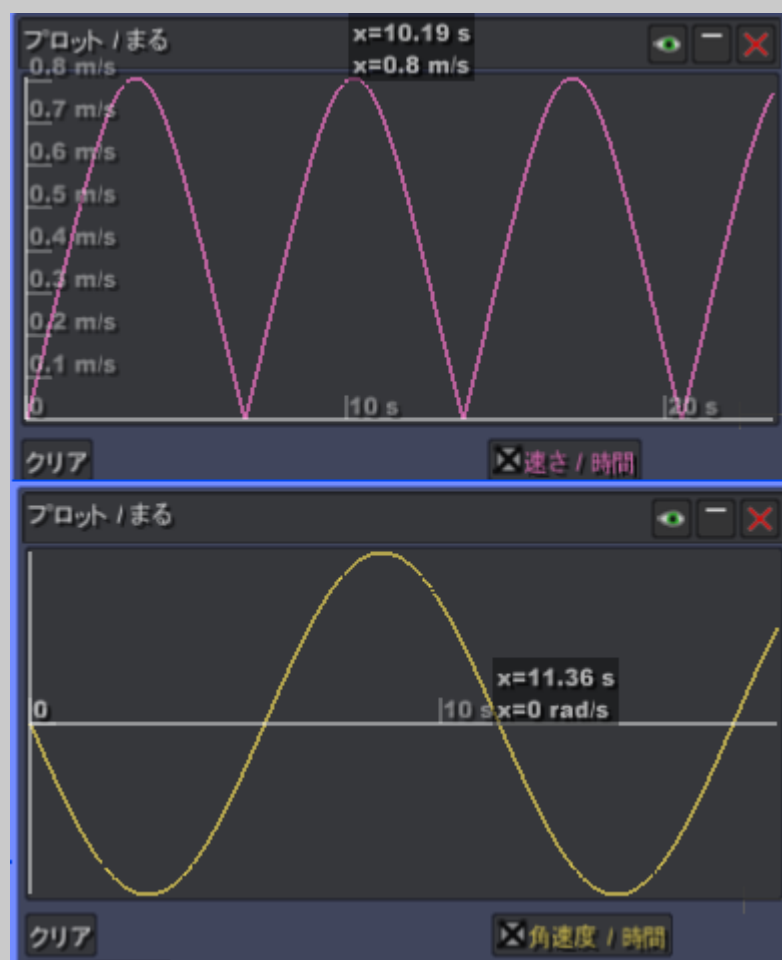 プロット / まる
x=10.19 s
x=0.8 m/s
0.8 m/s
0.7 m/s
0.6 m/s
0.5 m/s
0.4 m/s
0.3 m/s
0.2 m/s
0.1 m/s
0
10 s
20 s
クリア
速さ / 時間
プロット / まる
x=11.36 s
x=0 rad/s
0
10 s
クリア
角速度 / 時間